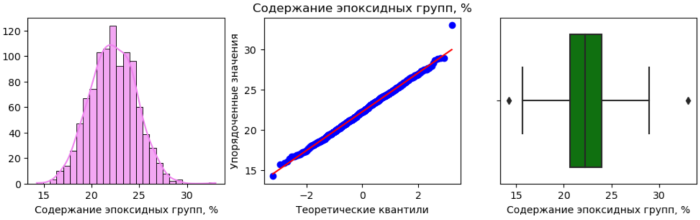 Содержание эпоксидных групп, %
120
100
80
60
40
20
0
15 20 25 30
Содержание эпоксидных групп, %
Упорядоченные значения
30
25
20
15
−2 0 2
Теоретические квантили
15 20 25 30
Содержание эпоксидных групп, %